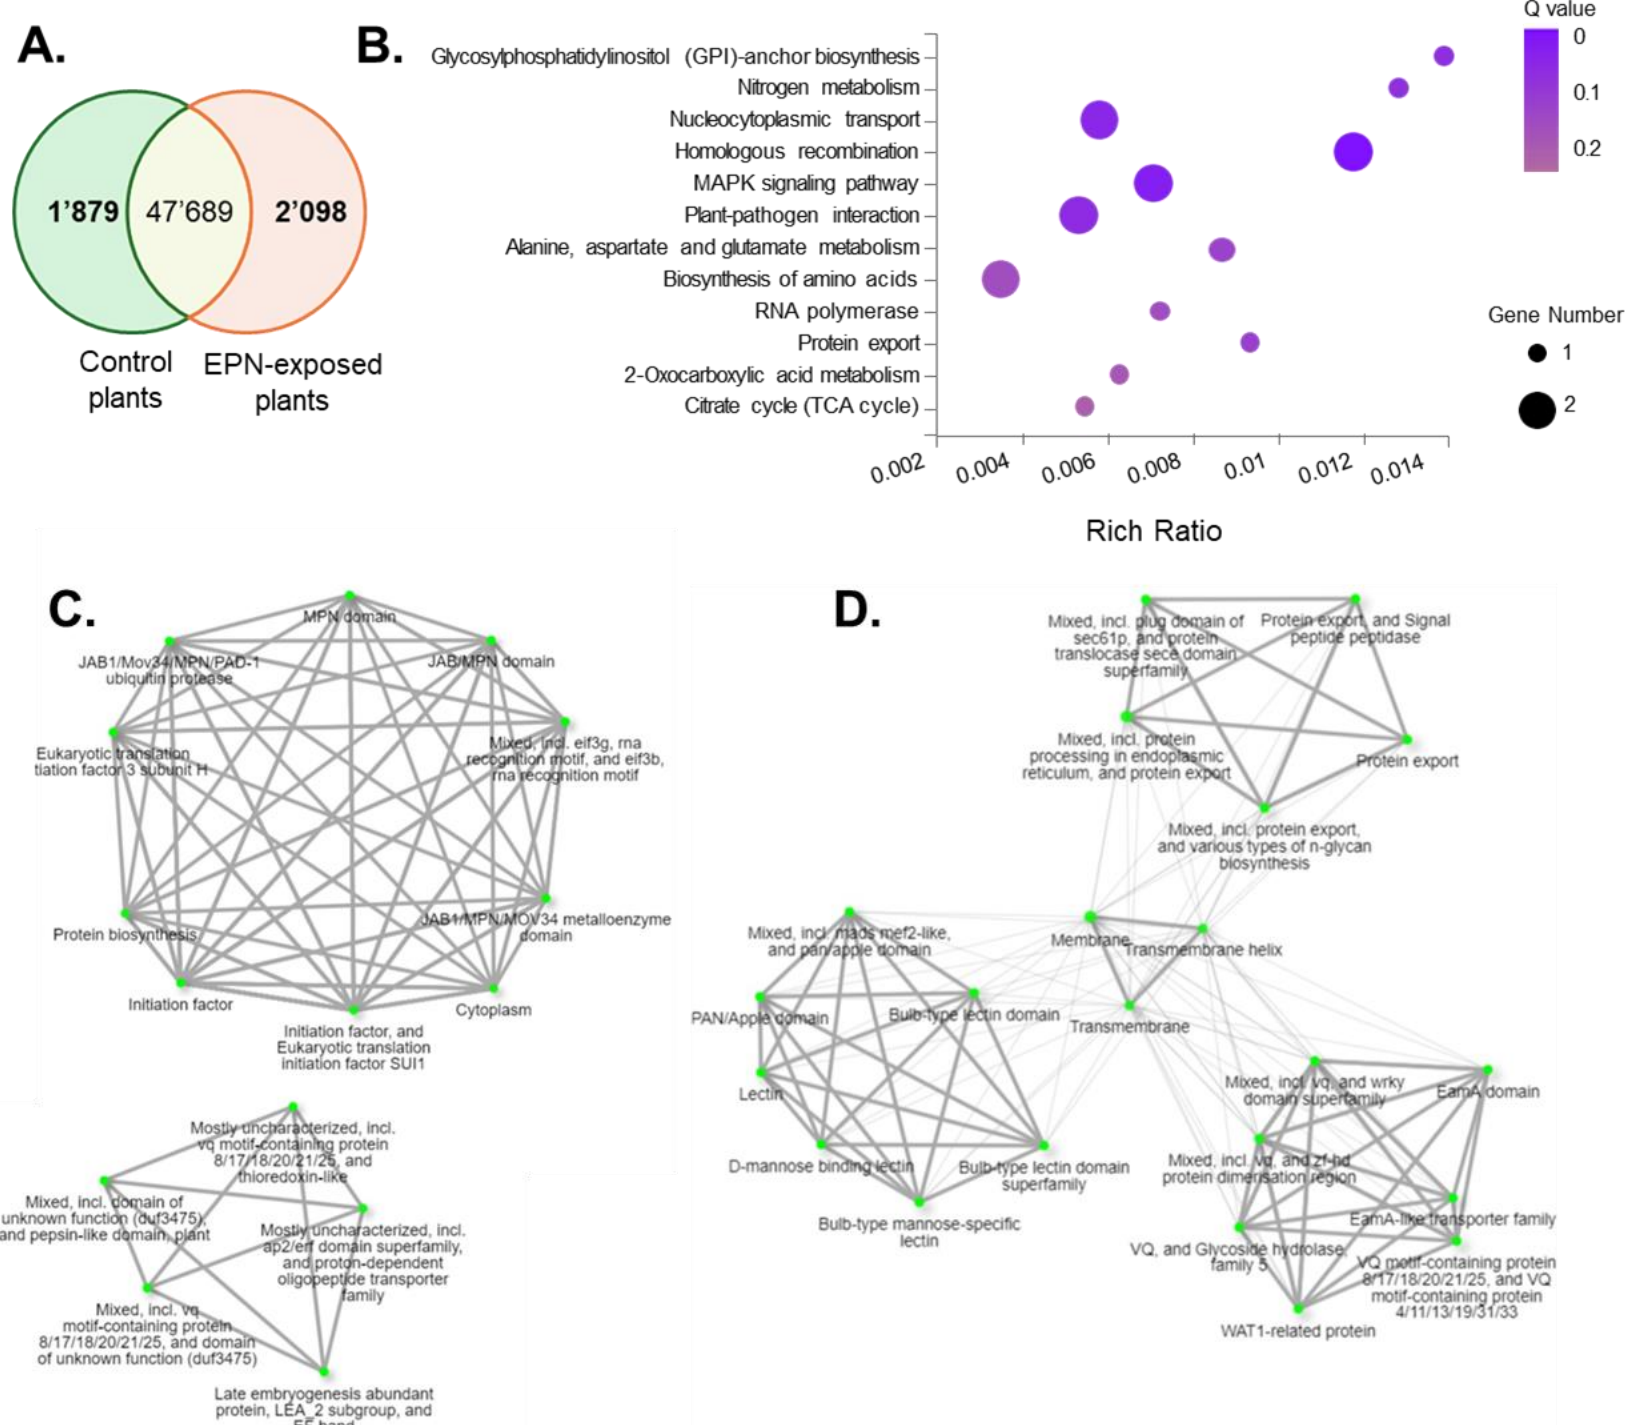 A.
1’879
47’689
2’098
Control
plants
EPN-exposed
plants
B.
Glycosylphosphatidylinositol (GPI)-anchor biosynthesis
Nitrogen metabolism
Nucleocytoplasmic transport
Homologous recombination
MAPK signaling pathway
Plant-pathogen interaction
Alanine, aspartate and glutamate metabolism
Biosynthesis of amino acids
RNA polymerase
Protein export
2-Oxocarboxylic acid metabolism
Citrate cycle (TCA cycle)
0.002
0.004
0.006
0.008
0.01
0.012
0.014
Rich Ratio
Q value
0
0.1
0.2
Gene Number
1
2
C.
MPN domain
JAB1/Mov34/MPN/PAD-1
ubiquitin protease
JAB/MPN domain
Eukaryotic translation
tiation factor 3 subunit H
Mixed, incl. eif3g, rna
recognition motif, and eif3b,
rna recognition motif
Protein biosynthesis
JAB1/MPN/MOV34 metalloenzyme
domain
Initiation factor
Cytoplasm
Initiation factor, and
Eukaryotic translation
initiation factor SUI1
Mostly uncharacterized, incl.
vq motif-containing protein
8/17/18/20/21/25, and
thioredoxin-like
Mixed, incl. domain of
unknown function (duf3475),
and pepsin-like domain, plant
Mostly uncharacterized, incl.
ap2/erf domain superfamily,
and proton-dependent
oligopeptide transporter
family
Mixed, incl. vq
motif-containing protein
8/17/18/20/21/25, and domain
of unknown function (duf3475)
Late embryogenesis abundant
protein, LEA_2 subgroup, and
D.
Mixed, incl. plug domain of
sec61p, and protein
translocase sece domain
superfamily
Protein export, and Signal
peptide peptidase
Mixed, incl. protein
processing in endoplasmic
reticulum, and protein export
Protein export
Mixed, incl. protein export,
and various types of n-glycan
biosynthesis
Membrane
Transmembrane helix
Transmembrane
Mixed, incl. mads mef2-like,
and pan/apple domain
PAN/Apple domain
Bulb-type lectin domain
Lectin
D-mannose binding lectin
Bulb-type lectin domain
superfamily
Bulb-type mannose-specific
lectin
Mixed, incl. vq, and wrky
domain superfamily
EamA domain
Mixed, incl. vq, and zf-hd
protein dimerisation region
EamA-like transporter family
VQ, and Glycoside hydrolase,
family 5
VQ motif-containing protein
8/17/18/20/21/25, and VQ
motif-containing protein
4/11/13/19/31/33
WAT1-related protein